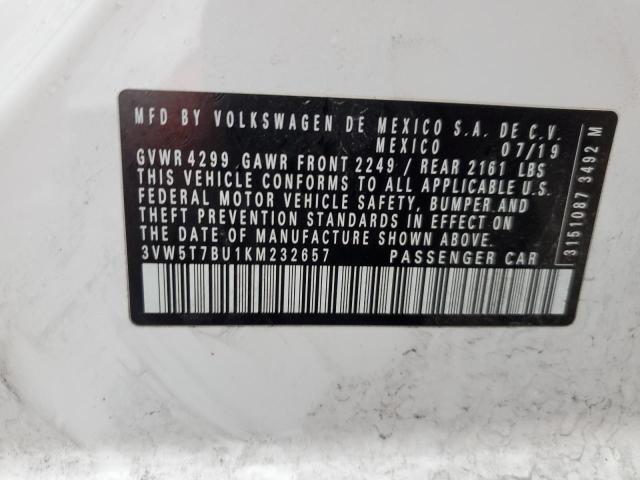 MFD BY VOLKSWAGEN DE MEXICO S.A. DE C.V.
MEXICO 07/19
GVWR 4299 GAWR FRONT 2249 / REAR 2161 LBS
THIS VEHICLE CONFORMS TO ALL APPLICABLE U.S.
FEDERAL MOTOR VEHICLE SAFETY, BUMPER AND
THEFT PREVENTION STANDARDS IN EFFECT ON
THE DATE OF MANUFACTURE SHOWN ABOVE.
3VW5T7BU1KM232657 PASSENGER CAR
3151087 3492 M